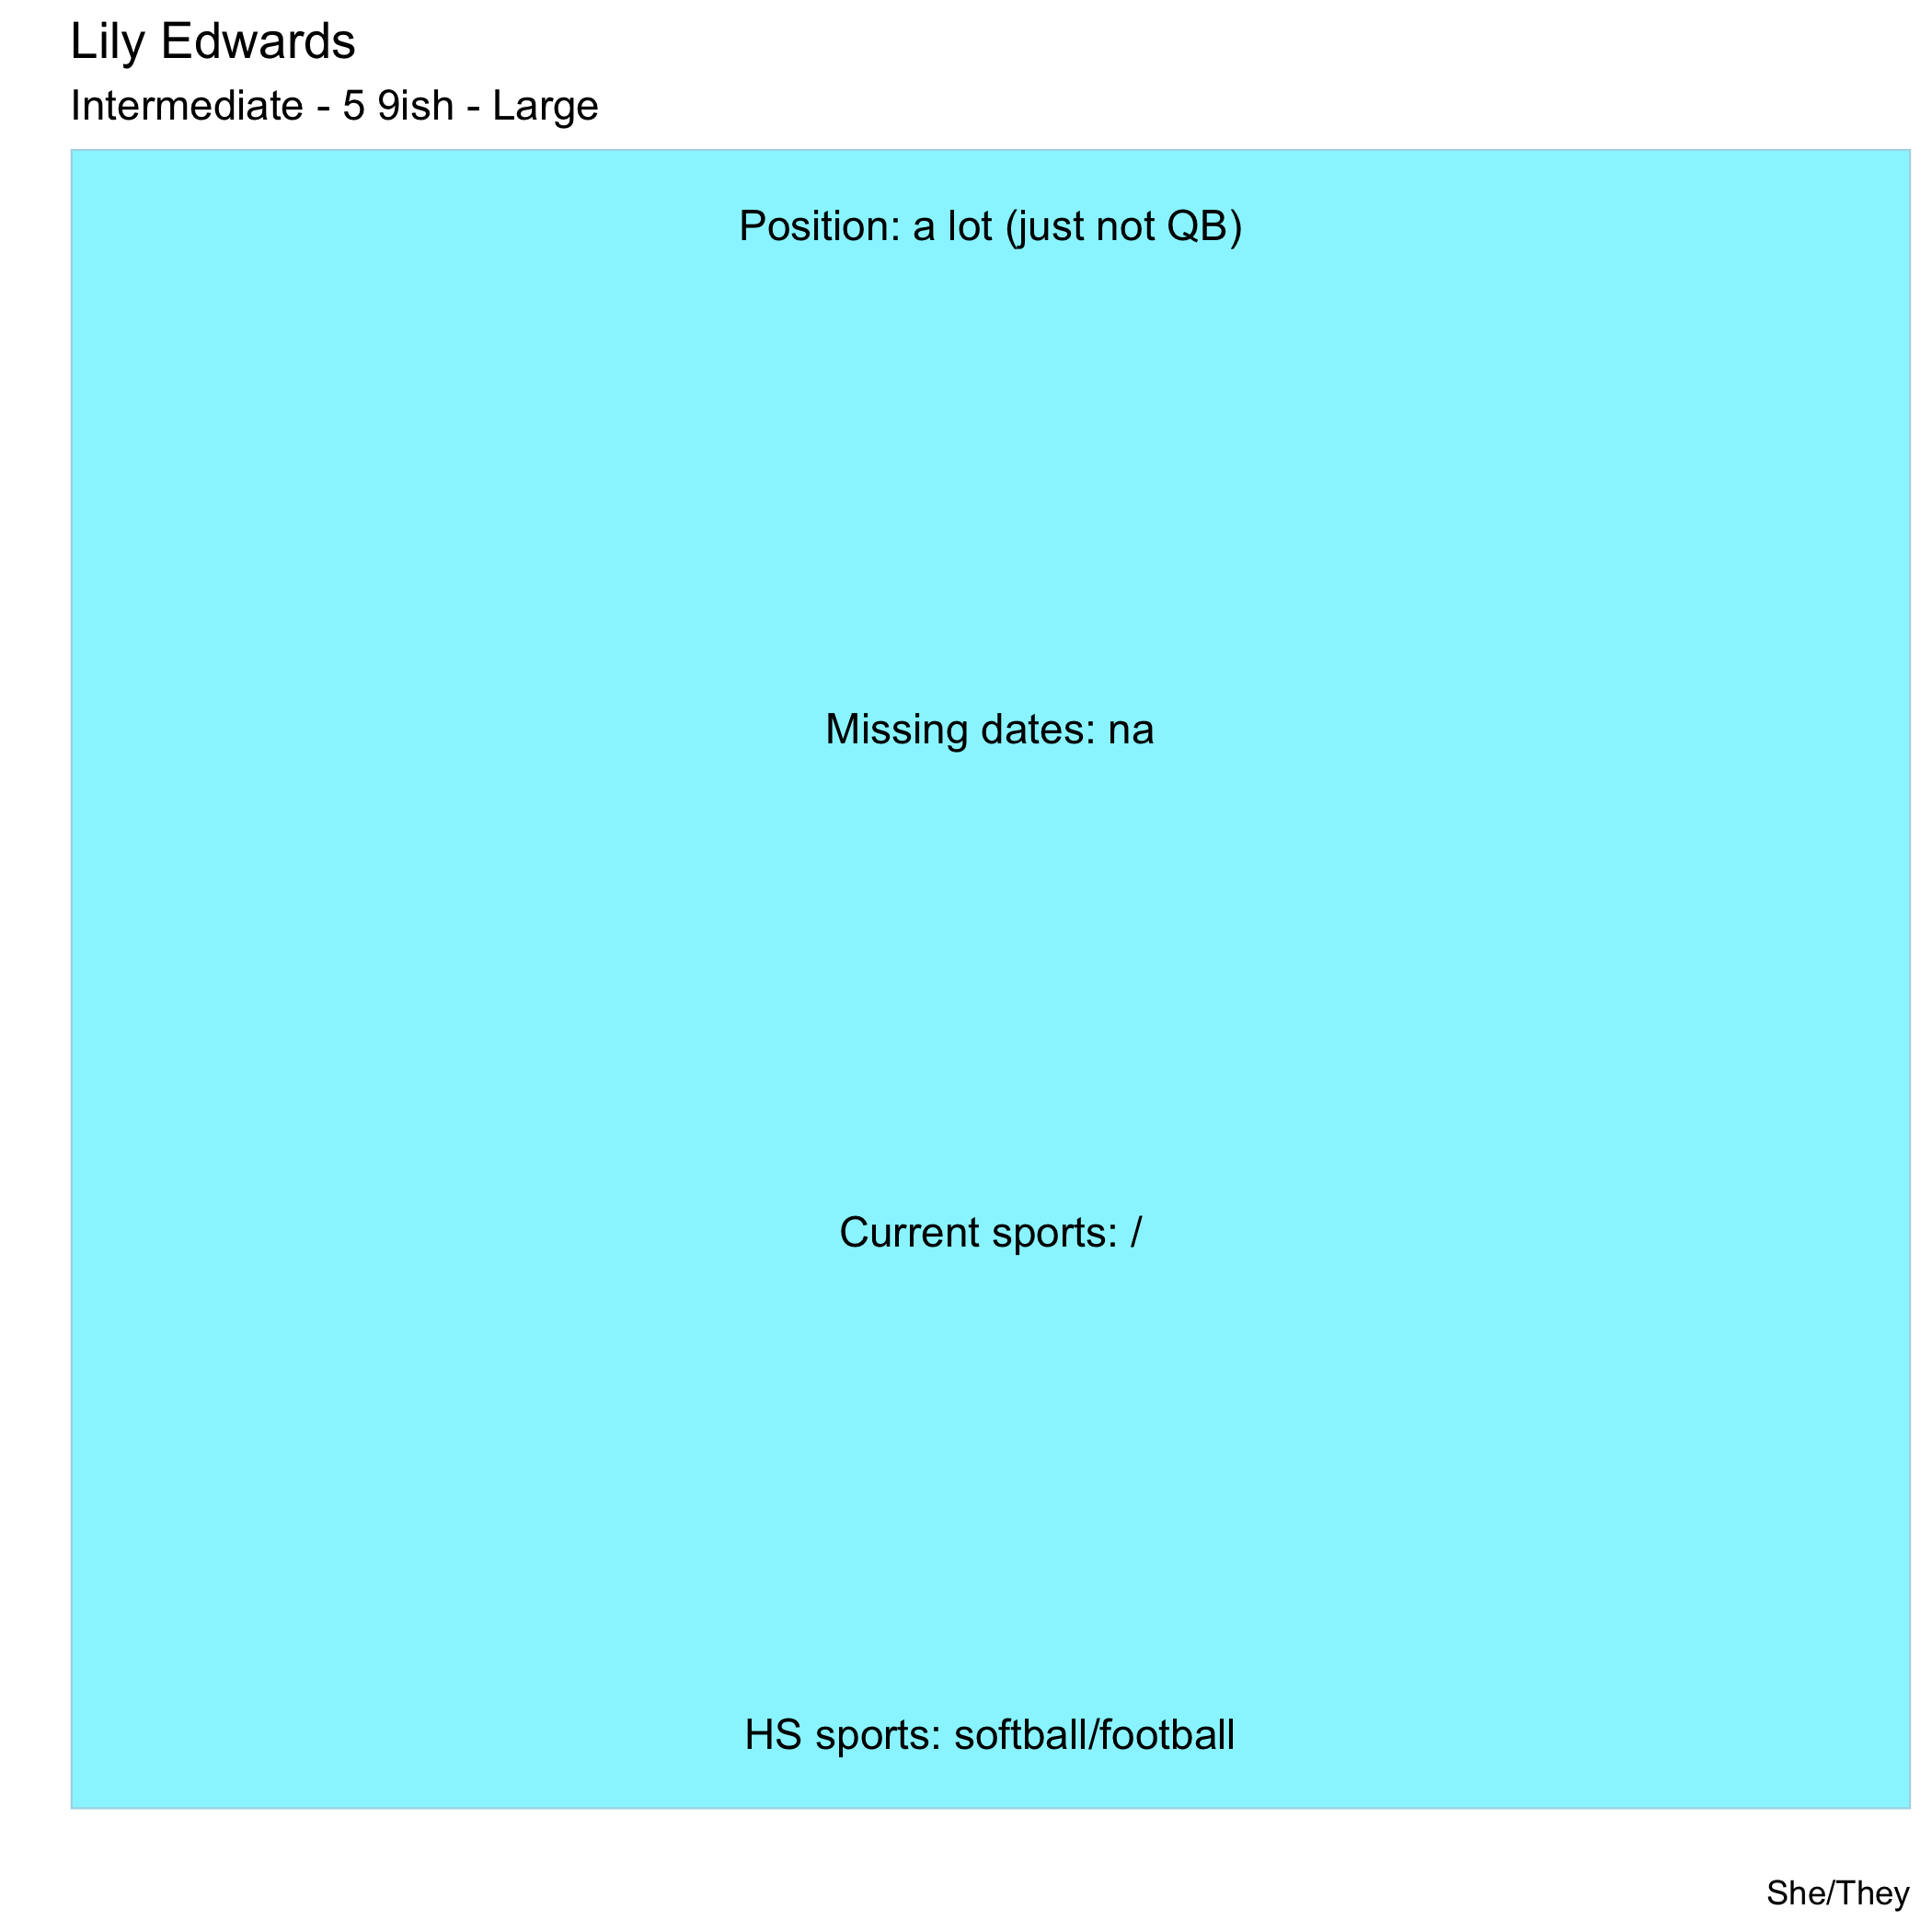 Lily Edwards
Intermediate - 5 9ish - Large
Position: a lot (just not QB)
Missing dates: na
Current sports: /
HS sports: softball/football
She/They